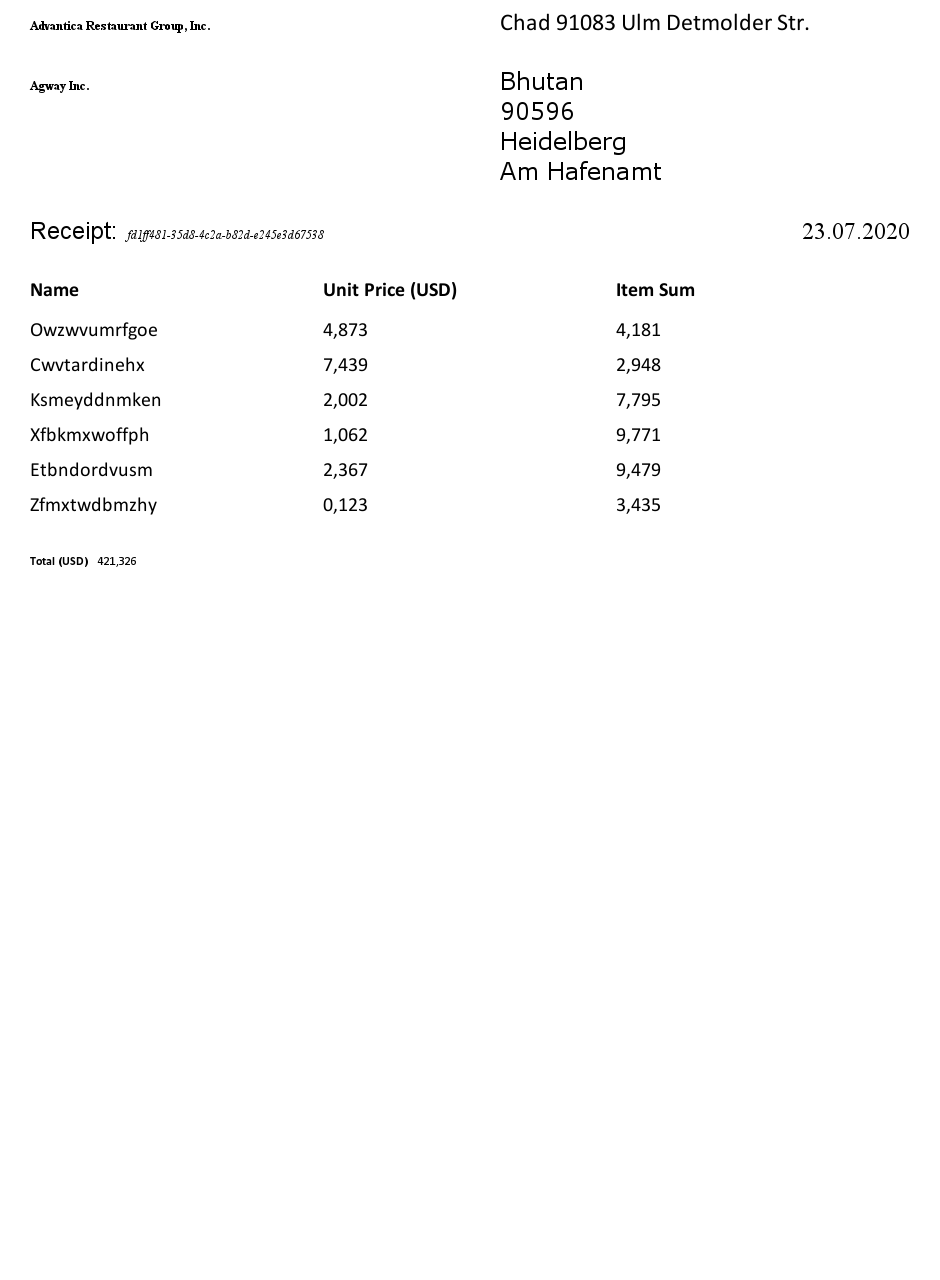 Advantica Restaurant Group, Inc.
Chad 91083 Ulm Detmolder Str.
Agway Inc.
Bhutan
90596
Heidelberg
Am Hafenamt
Receipt: fd1ff481-35d8-4c2a-b82d-e245e3d67538 23.07.2020
Name Unit Price (USD) Item Sum
Owzwvumrfgoe 4,873 4,181
Cwvtardinehx 7,439 2,948
Ksmeyddnmken 2,002 7,795
Xfbkmxwoffph 1,062 9,771
Etbndordvusm 2,367 9,479
Zfmxtwdbmzhy 0,123 3,435
Total (USD) 421,326